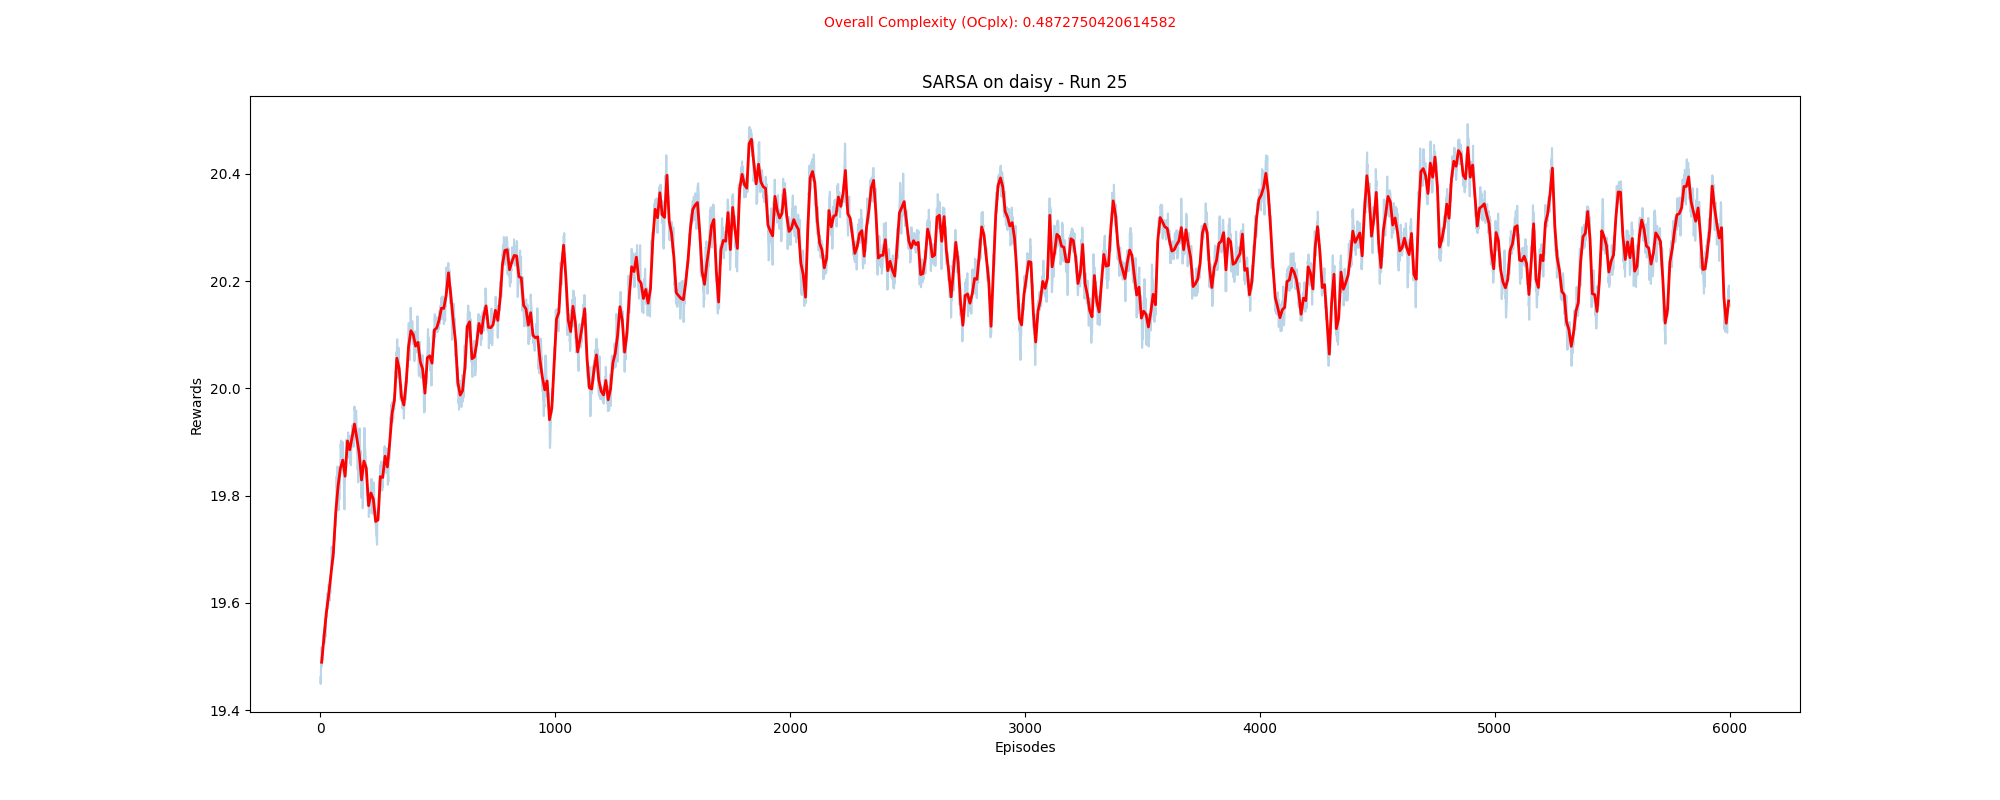 Overall Complexity (OCplx): 0.4872750420614582
SARSA on daisy - Run 25
20.4
20.2
20.0
19.8
19.6
19.4
Rewards
0 1000 2000 3000 4000 5000 6000
Episodes